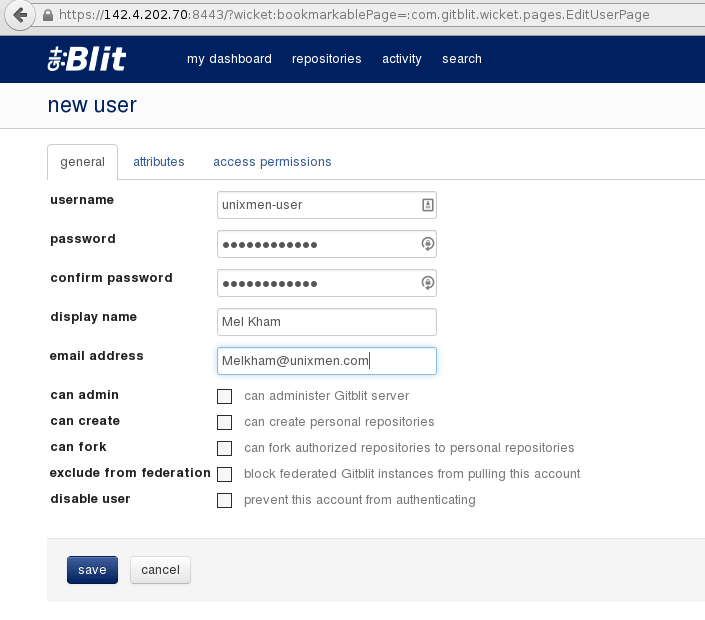 https://142.4.202.70:8443/?wicket:bookmarkablePage=:com.gitblit.wicket.pages.EditUserPage
Git:Blit my dashboard repositories activity search
new user
general attributes access permissions
username unixmen-user
password ●●●●●●●●●●●●
confirm password ●●●●●●●●●●●●
display name Mel Kham
email address Melkham@unixmen.com
can admin can administer Gitblit server
can create can create personal repositories
can fork can fork authorized repositories to personal repositories
exclude from federation block federated Gitblit instances from pulling this account
disable user prevent this account from authenticating
save cancel